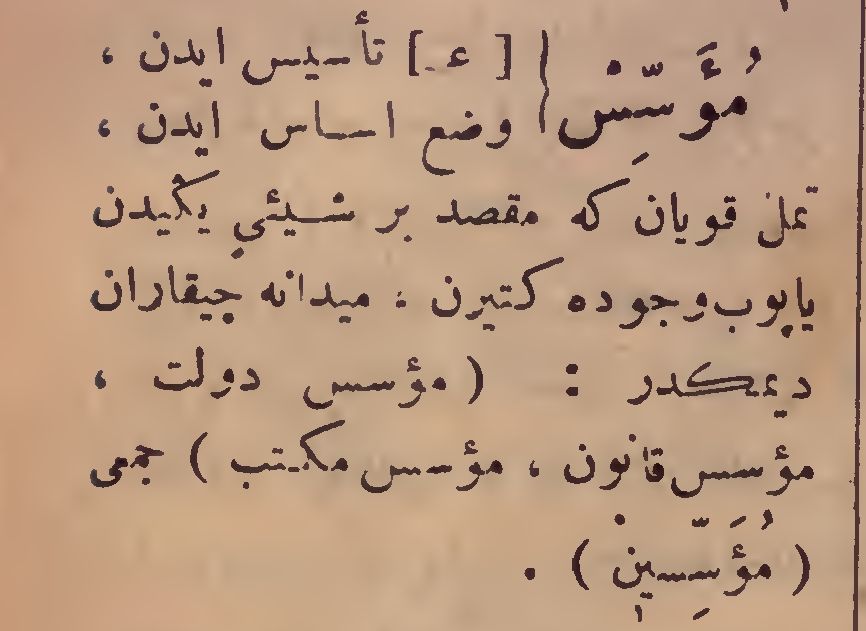 مُؤَسِّسْ { [ ع. ] تأسيس ايدن ،
وضع اساس ايدن ،
تمل قويان كه مقصد بر شيئي يڭيدن
ياپوب وجوده كتيرن ، ميدانه چيقاران
ديمكدر : ( مؤسس دولت ،
مؤسس قانون ، مؤسس مكتب ) جمعى
( مُؤَسِّسِينْ ) .